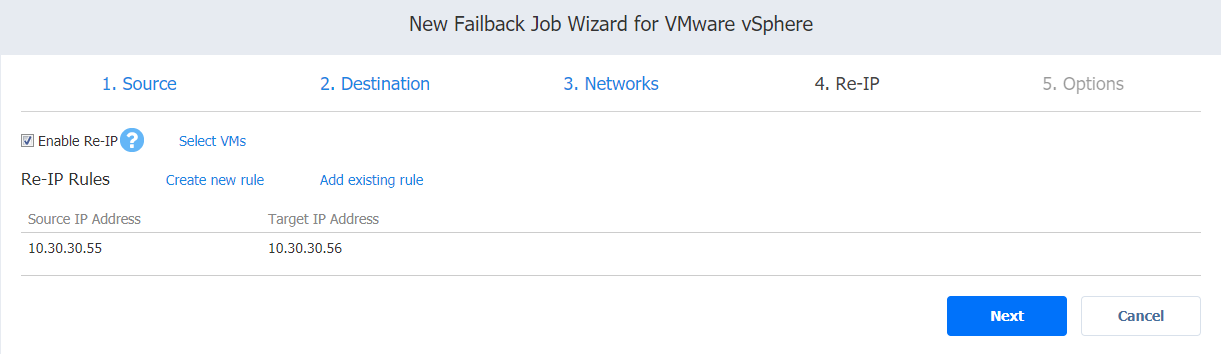 New Failback Job Wizard for VMware vSphere
1. Source 2. Destination 3. Networks 4. Re-IP 5. Options
Enable Re-IP ? Select VMs
Re-IP Rules Create new rule Add existing rule
Source IP Address Target IP Address
10.30.30.55 10.30.30.56
Next Cancel